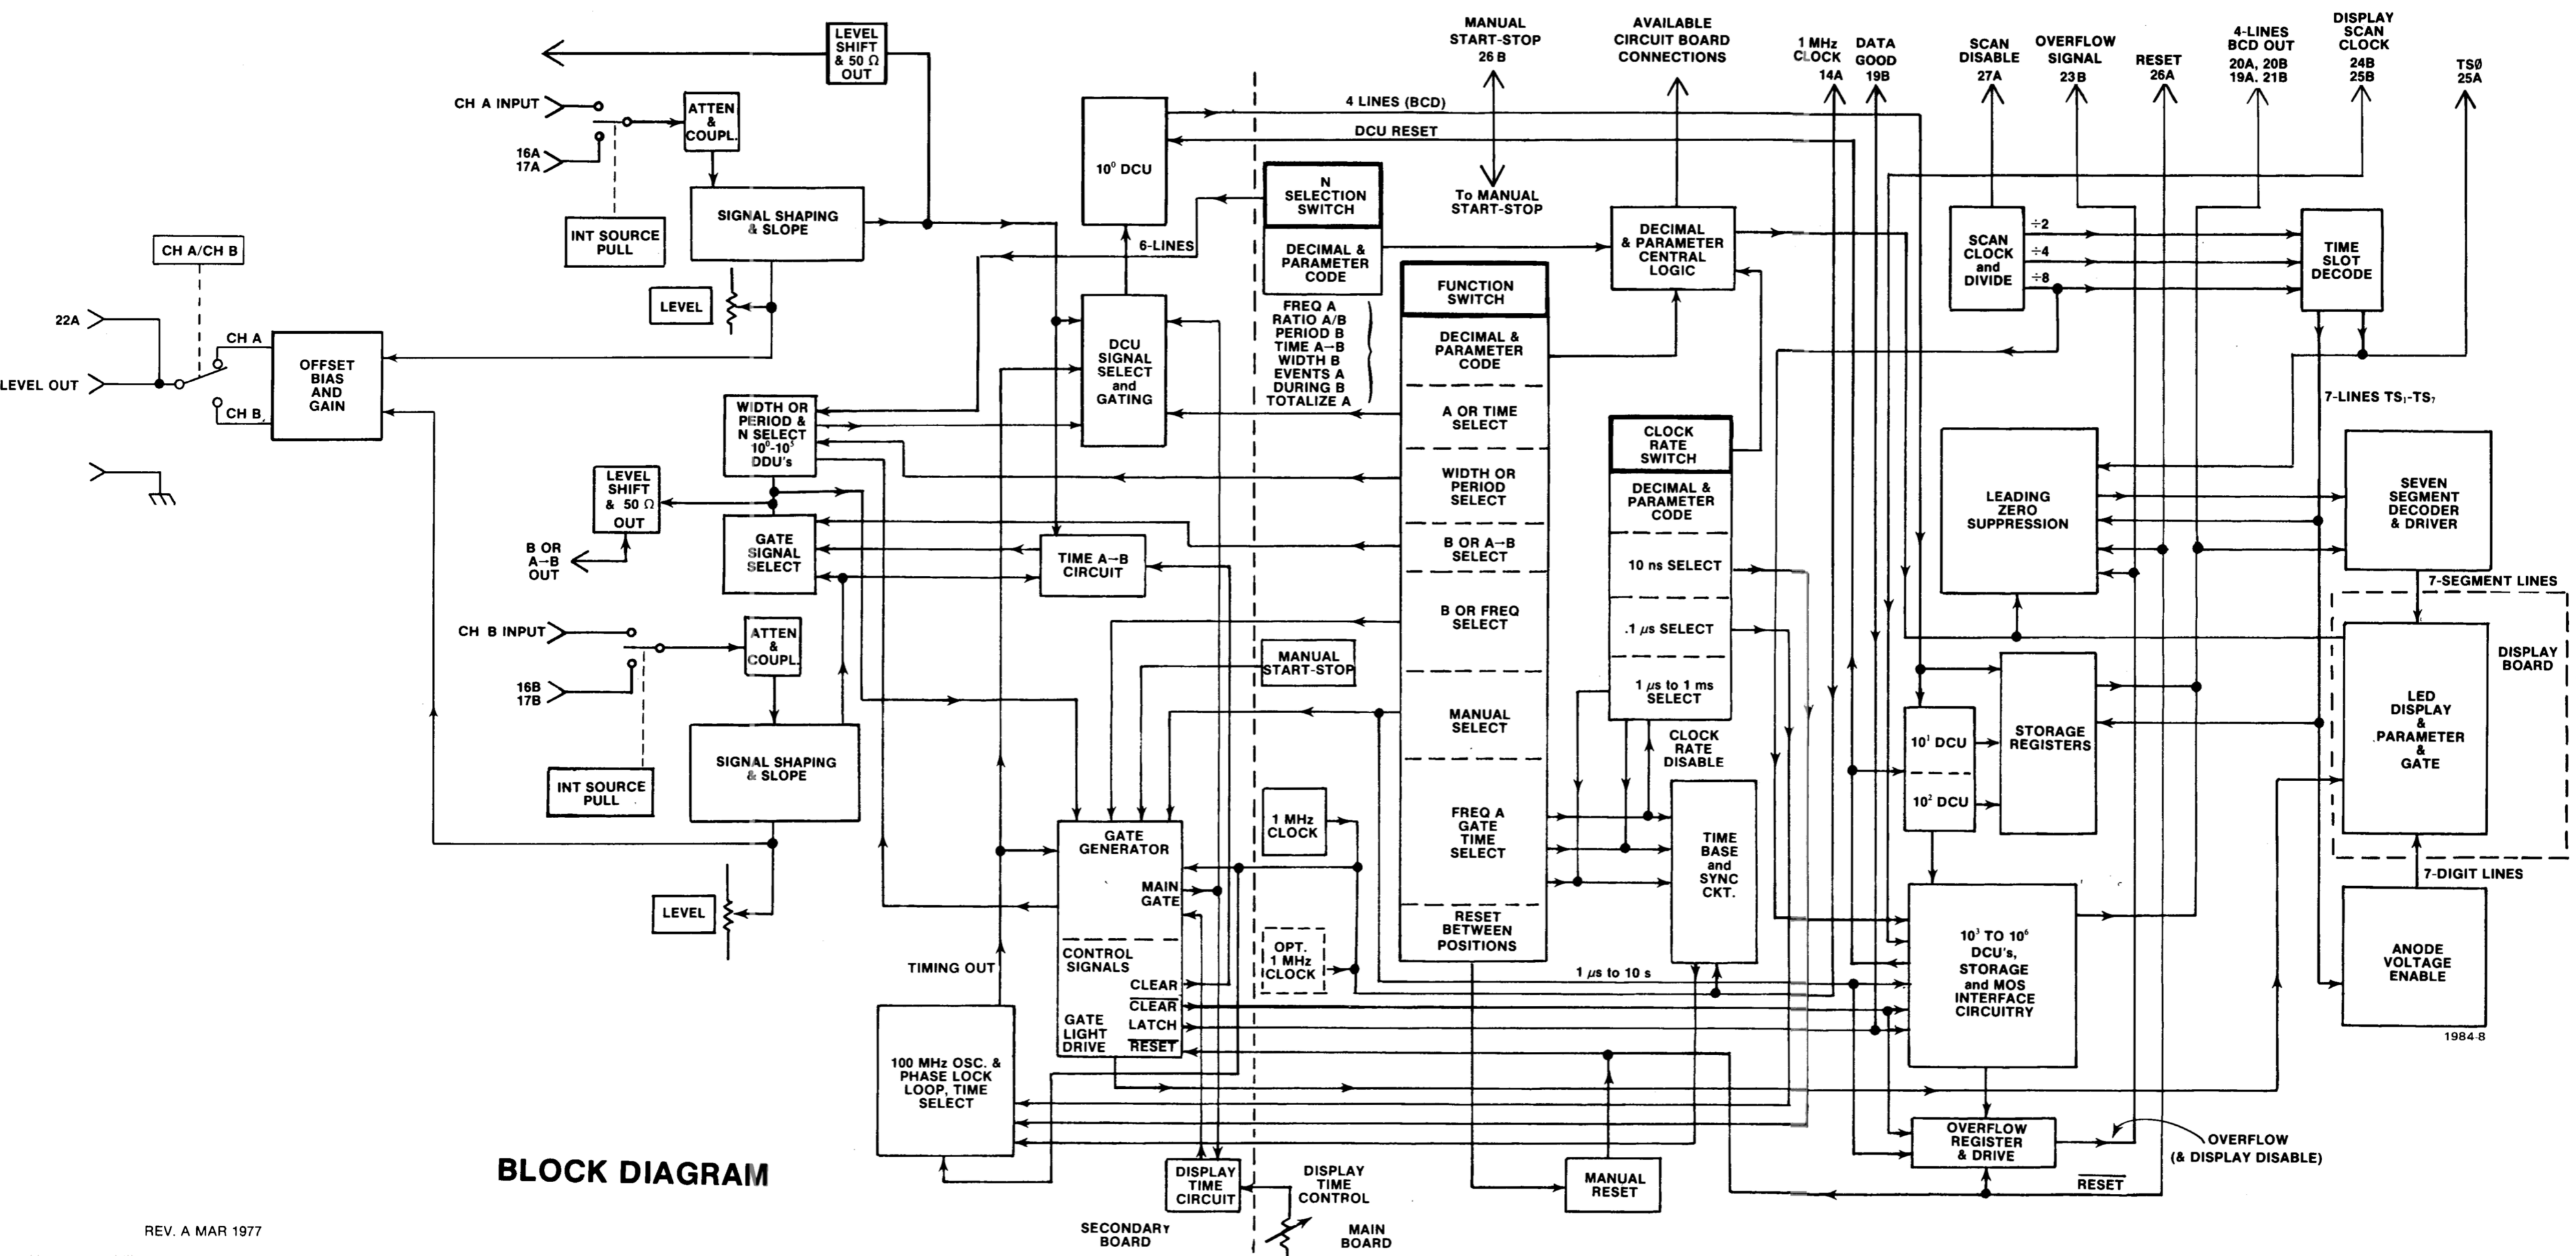 LEVEL
SHIFT
& 50 Ω
OUT
CH A INPUT
16A
17A
ATTEN
&
COUPL.
INT SOURCE
PULL
SIGNAL SHAPING
& SLOPE
LEVEL
CH A/CH B
22A
LEVEL OUT
CH A
CH B
OFFSET
BIAS
AND
GAIN
WIDTH OR
PERIOD &
N SELECT
10⁰-10⁵
DDU's
LEVEL
SHIFT
& 50 Ω
OUT
B OR
A→B
OUT
GATE
SIGNAL
SELECT
TIME A→B
CIRCUIT
CH B INPUT
16B
17B
ATTEN
&
COUPL.
INT SOURCE
PULL
SIGNAL SHAPING
& SLOPE
LEVEL
10⁰ DCU
6-LINES
DCU
SIGNAL
SELECT
and
GATING
4 LINES (BCD)
DCU RESET
N
SELECTION
SWITCH
DECIMAL &
PARAMETER
CODE
FREQ A
RATIO A/B
PERIOD B
TIME A→B
WIDTH B
EVENTS A
DURING B
TOTALIZE A
MANUAL
START-STOP
26 B
To MANUAL
START-STOP
FUNCTION
SWITCH
DECIMAL &
PARAMETER
CODE
A OR TIME
SELECT
WIDTH OR
PERIOD
SELECT
B OR A→B
SELECT
B OR FREQ
SELECT
MANUAL
SELECT
FREQ A
GATE
TIME
SELECT
RESET
BETWEEN
POSITIONS
MANUAL
START-STOP
1 MHz
CLOCK
OPT.
1 MHz
CLOCK
GATE
GENERATOR
MAIN
GATE
CONTROL
SIGNALS
CLEAR
CLEAR
LATCH
RESET
GATE
LIGHT
DRIVE
TIMING OUT
100 MHz OSC. &
PHASE LOCK
LOOP, TIME
SELECT
DISPLAY
TIME
CIRCUIT
DISPLAY
TIME
CONTROL
SECONDARY
BOARD
MAIN
BOARD
AVAILABLE
CIRCUIT BOARD
CONNECTIONS
DECIMAL
& PARAMETER
CENTRAL
LOGIC
CLOCK
RATE
SWITCH
DECIMAL &
PARAMETER
CODE
10 ns SELECT
.1 μs SELECT
1 μs to 1 ms
SELECT
CLOCK
RATE
DISABLE
TIME
BASE
and
SYNC
CKT.
1 μs to 10 s
MANUAL
RESET
1 MHz
CLOCK
14A
DATA
GOOD
19B
SCAN
DISABLE
27A
OVERFLOW
SIGNAL
23B
RESET
26A
4-LINES
BCD OUT
20A, 20B
19A. 21B
DISPLAY
SCAN
CLOCK
24B
25B
TSØ
25A
SCAN
CLOCK
and
DIVIDE
÷2
÷4
÷8
TIME
SLOT
DECODE
7-LINES TS₁-TS₇
LEADING
ZERO
SUPPRESSION
SEVEN
SEGMENT
DECODER
& DRIVER
7-SEGMENT LINES
DISPLAY
BOARD
LED
DISPLAY
&
PARAMETER
&
GATE
7-DIGIT LINES
ANODE
VOLTAGE
ENABLE
1984-8
10¹ DCU
10² DCU
STORAGE
REGISTERS
10³ TO 10⁶
DCU's,
STORAGE
and MOS
INTERFACE
CIRCUITRY
OVERFLOW
REGISTER
& DRIVE
OVERFLOW
(& DISPLAY DISABLE)
RESET
BLOCK DIAGRAM
REV. A MAR 1977